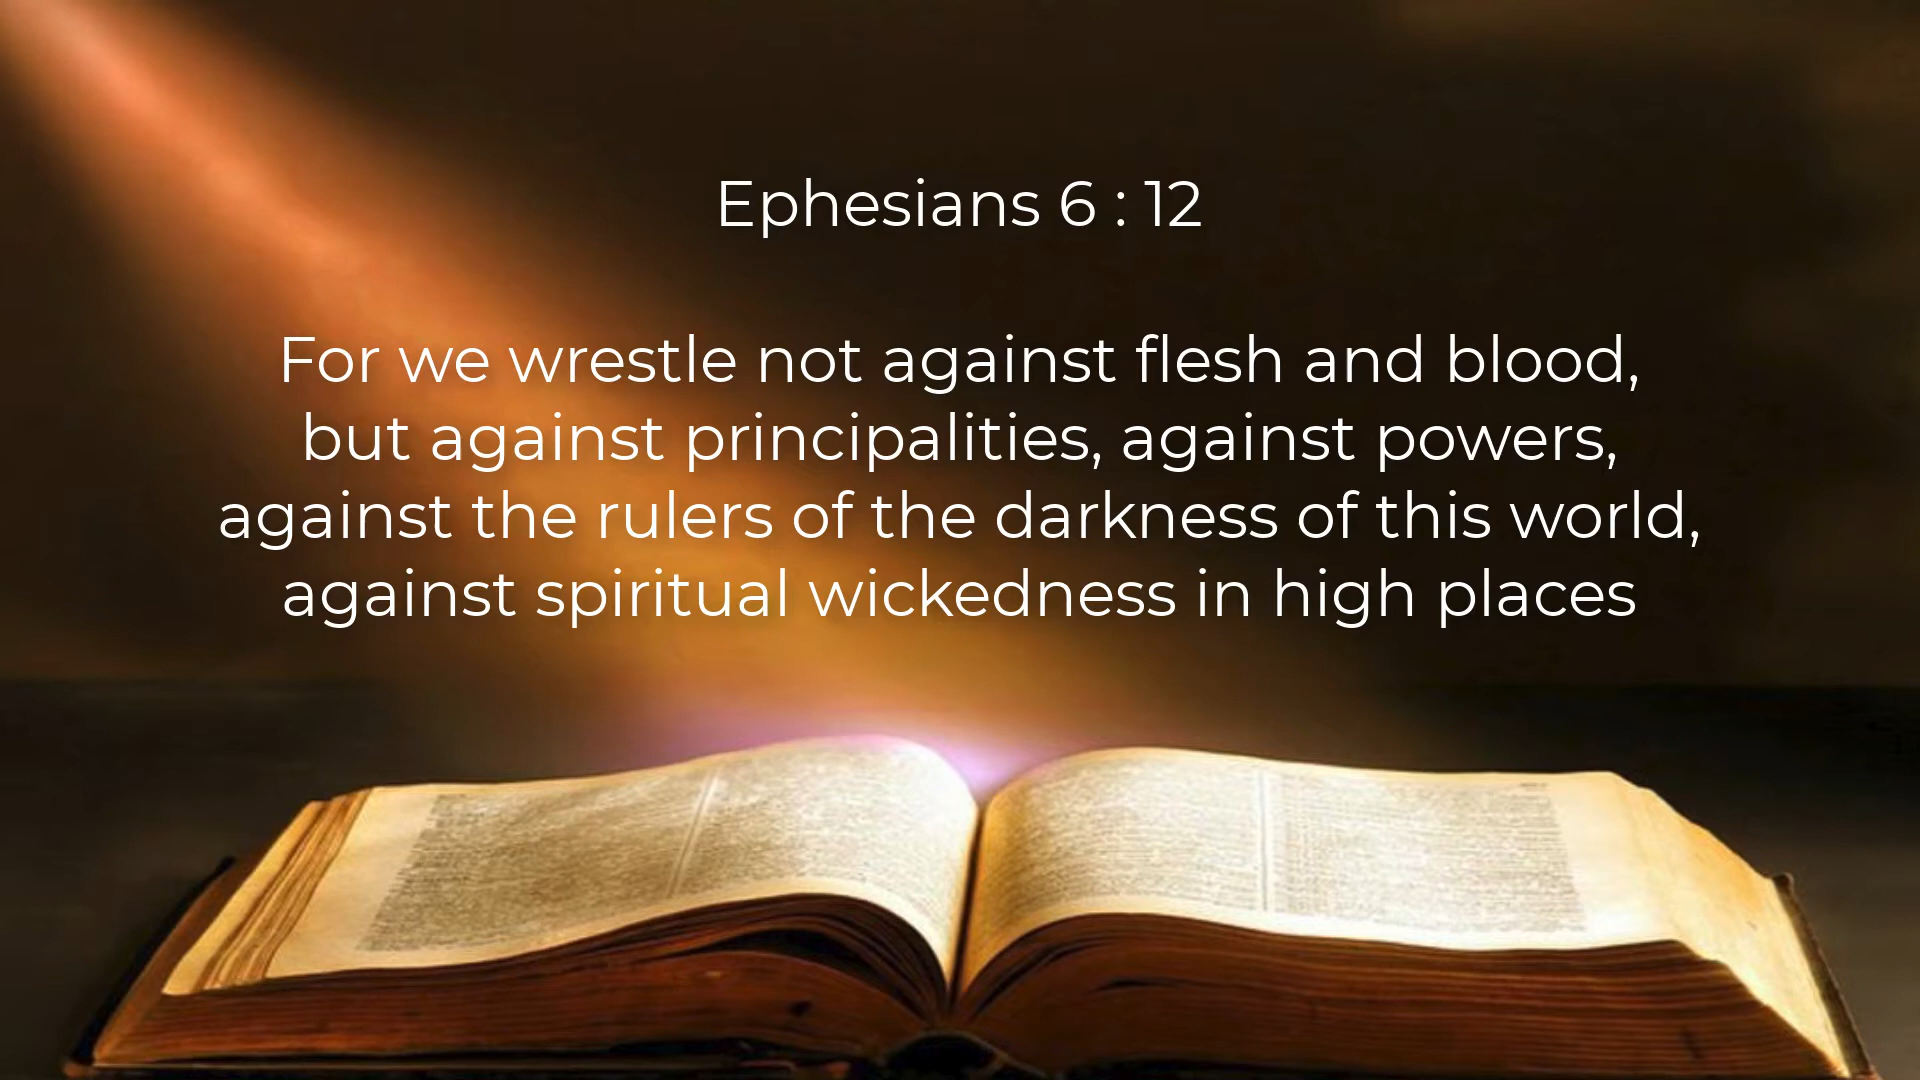 Ephesians 6 : 12
For we wrestle not against flesh and blood,
but against principalities, against powers,
against the rulers of the darkness of this world,
against spiritual wickedness in high places